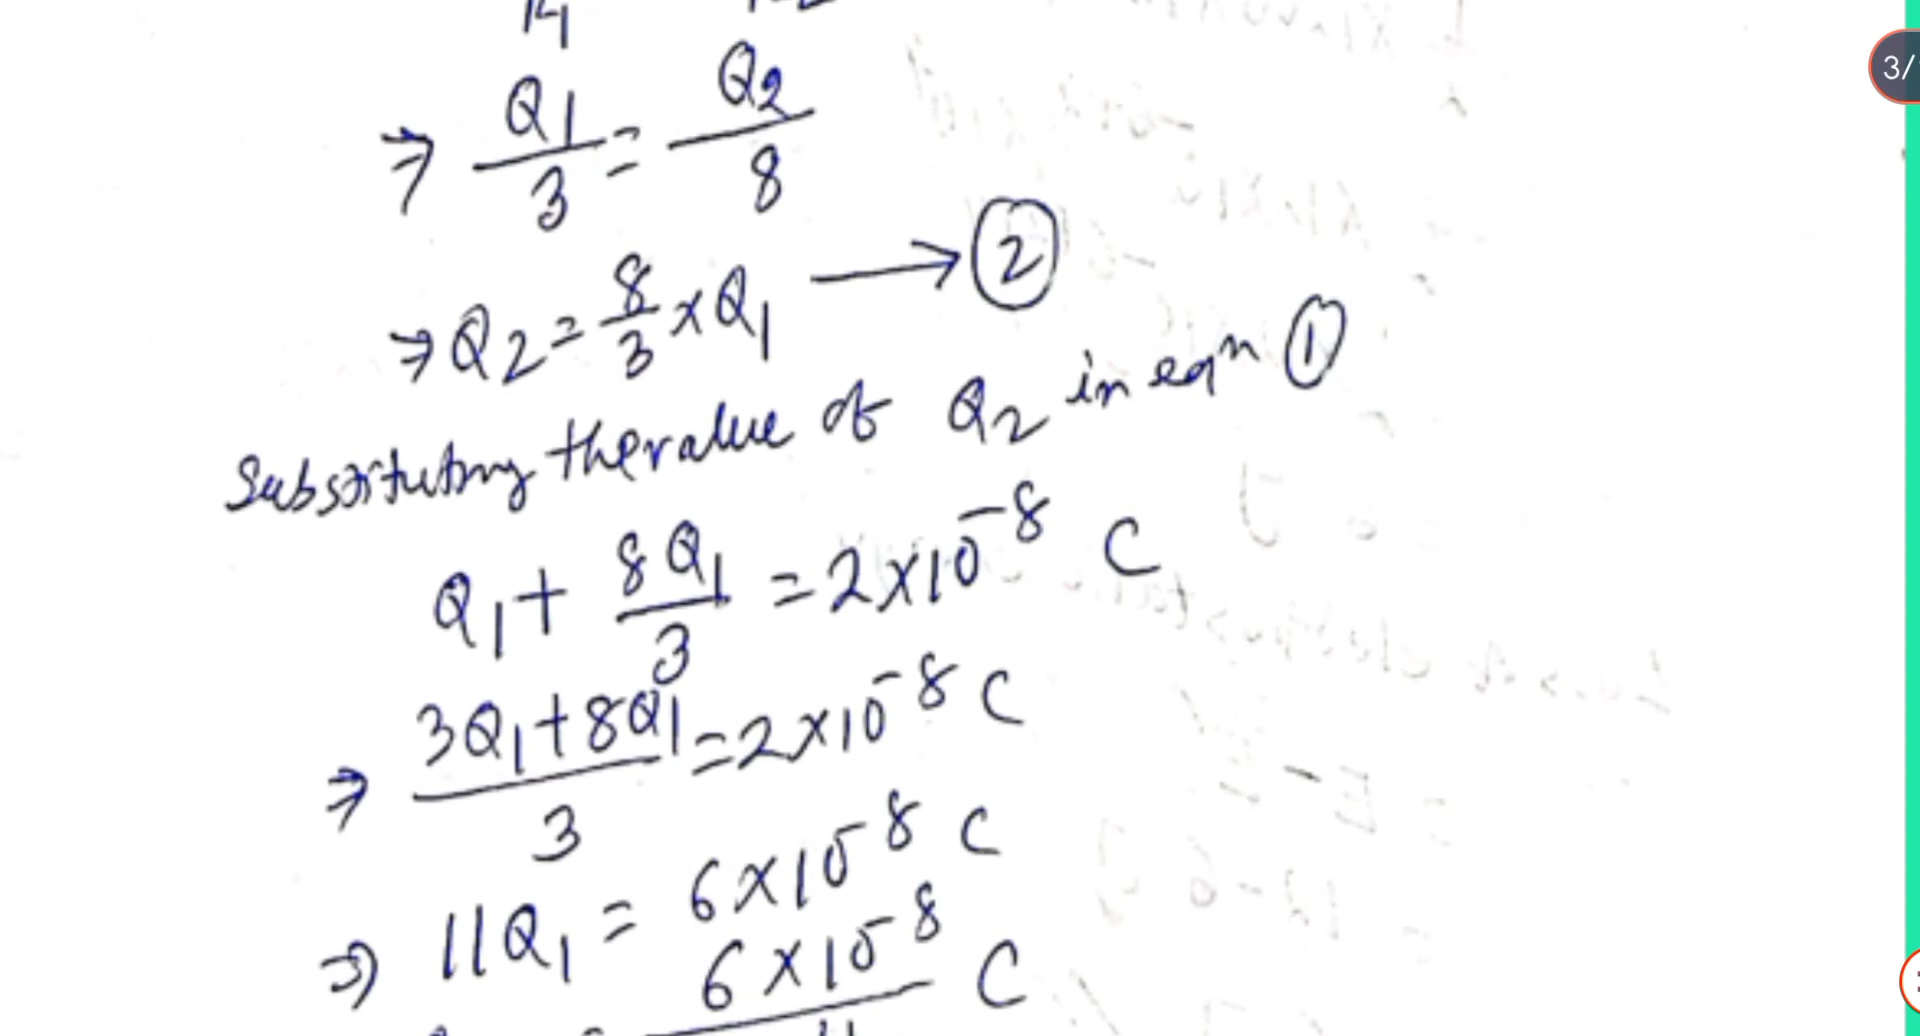 ⇒ Q1/3 = Q2/8
⇒ Q2 = 8/3 × Q1 → ②
Substituting the value of Q2 in eqn ①
Q1 + 8Q1/3 = 2×10^-8 C
⇒ (3Q1+8Q1)/3 = 2×10^-8 C
⇒ 11Q1 = 6×10^-8 C
6×10^-8 C
3/